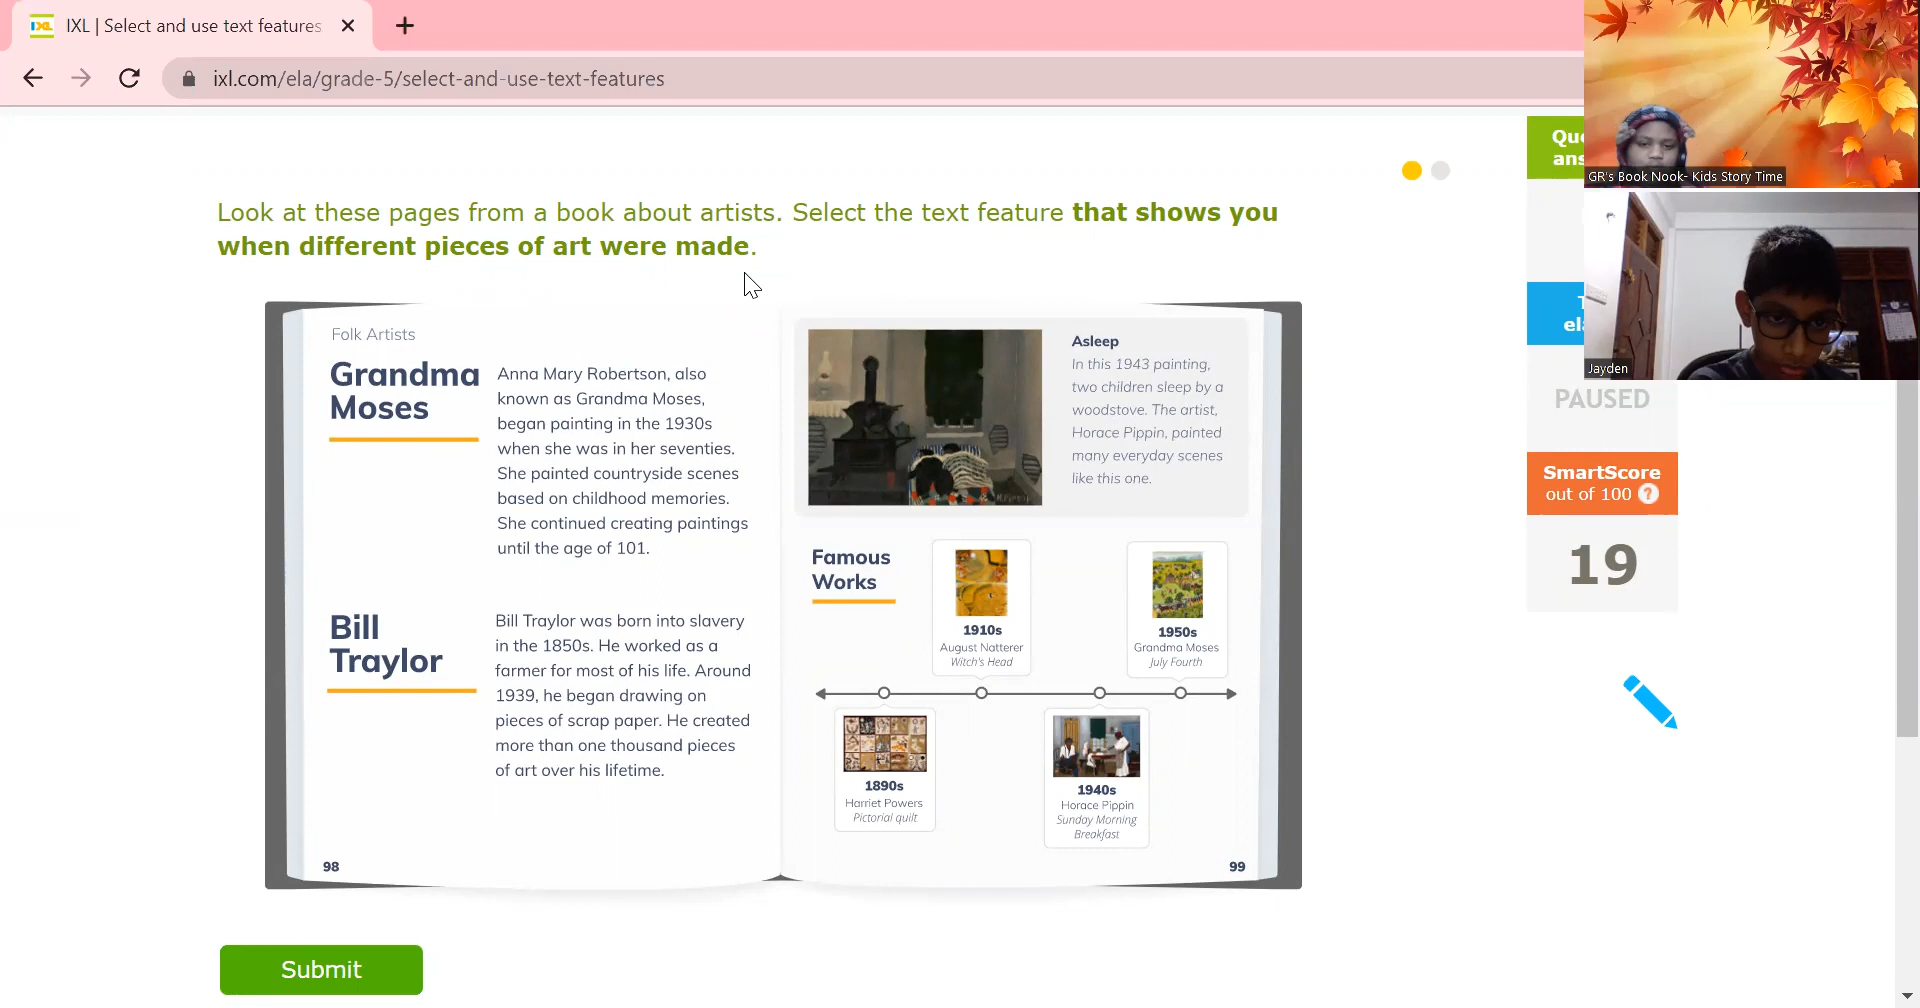 IXL | Select and use text features
ixl.com/ela/grade-5/select-and-use-text-features
GR's Book Nook- Kids Story Time
Jayden
Look at these pages from a book about artists. Select the text feature that shows you
when different pieces of art were made.
Folk Artists
Grandma
Moses
Anna Mary Robertson, also
known as Grandma Moses,
began painting in the 1930s
when she was in her seventies.
She painted countryside scenes
based on childhood memories.
She continued creating paintings
until the age of 101.
Bill
Traylor
Bill Traylor was born into slavery
in the 1850s. He worked as a
farmer for most of his life. Around
1939, he began drawing on
pieces of scrap paper. He created
more than one thousand pieces
of art over his lifetime.
98
Asleep
In this 1943 painting,
two children sleep by a
woodstove. The artist,
Horace Pippin, painted
many everyday scenes
like this one.
Famous
Works
1910s
August Natterer
Witch's Head
1950s
Grandma Moses
July Fourth
1890s
Harriet Powers
Pictorial quilt
1940s
Horace Pippin
Sunday Morning
Breakfast
99
PAUSED
SmartScore
out of 100 ?
19
Submit